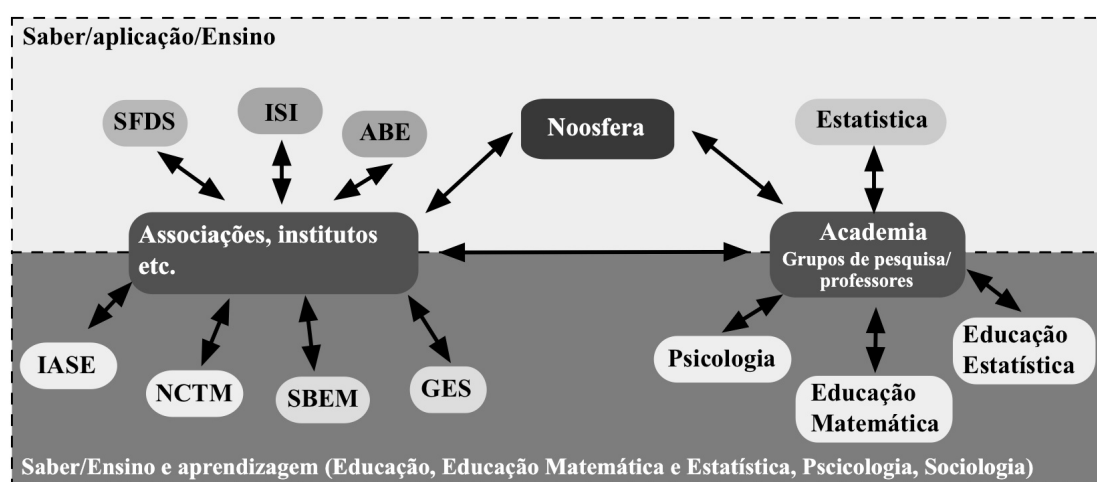 Saber/aplicação/Ensino
SFDS
ISI
ABE
Noosfera
Estatistica
Associações, institutos
etc.
Academia
Grupos de pesquisa/
professores
IASE
NCTM
SBEM
GES
Psicologia
Educação
Matemática
Educação
Estatística
Saber/Ensino e aprendizagem (Educação, Educação Matemática e Estatística, Pscicologia, Sociologia)